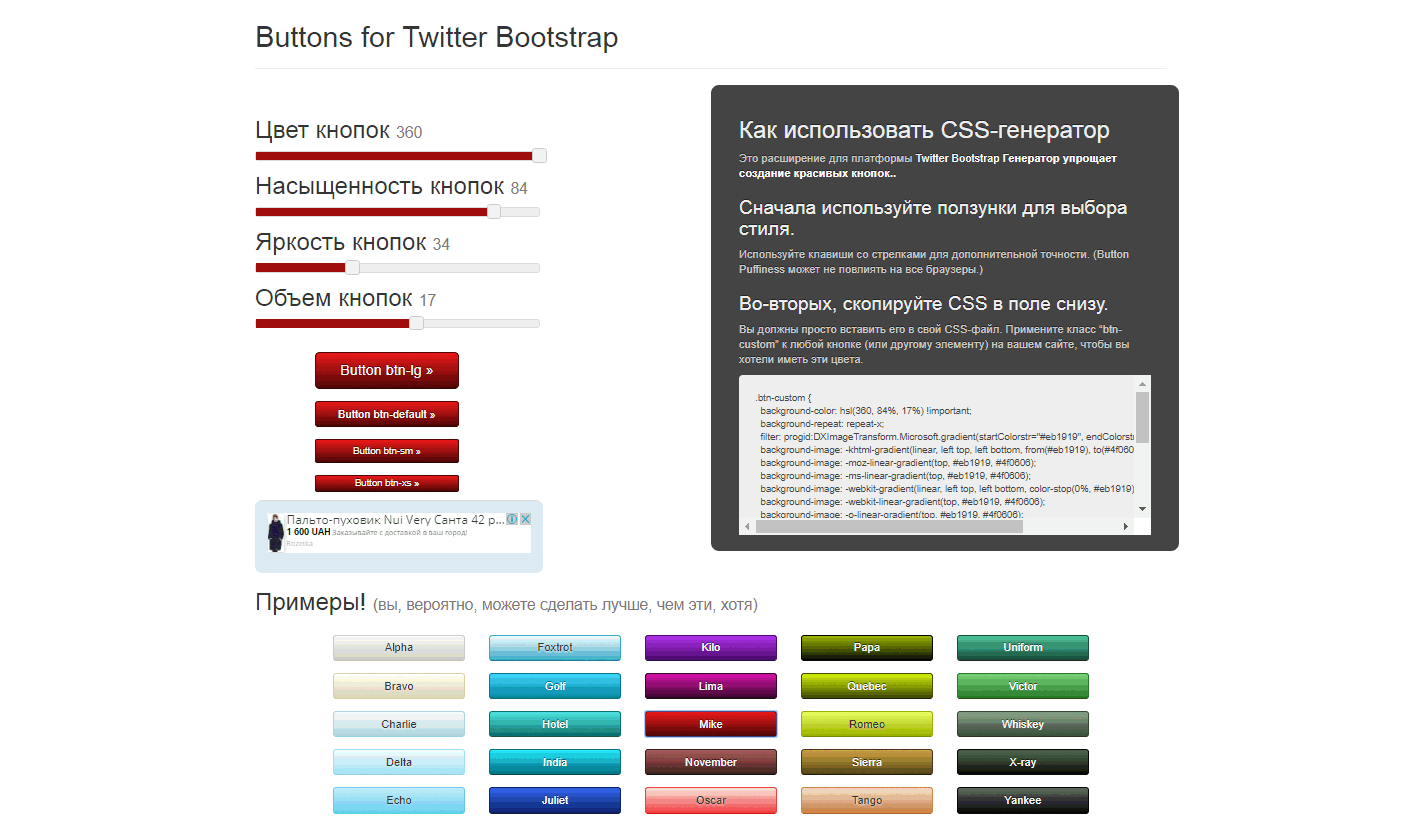 Buttons for Twitter Bootstrap
Цвет кнопок 360
Насыщенность кнопок 84
Яркость кнопок 34
Объем кнопок 17
Button btn-lg »
Button btn-default »
Button btn-sm »
Button btn-xs »
Пальто-пуховик Nui Very Санта 42 р...
1 600 UAH Заказывайте с доставкой в ваш город!
Rozetka
Как использовать CSS-генератор
Это расширение для платформы Twitter Bootstrap Генератор упрощает
создание красивых кнопок..
Сначала используйте ползунки для выбора
стиля.
Используйте клавиши со стрелками для дополнительной точности. (Button
Puffiness может не повлиять на все браузеры.)
Во-вторых, скопируйте CSS в поле снизу.
Вы должны просто вставить его в свой CSS-файл. Примените класс “btn-
custom” к любой кнопке (или другому элементу) на вашем сайте, чтобы вы
хотели иметь эти цвета.
.btn-custom {
background-color: hsl(360, 84%, 17%) !important;
background-repeat: repeat-x;
filter: progid:DXImageTransform.Microsoft.gradient(startColorstr="#eb1919", endColorstr
background-image: -khtml-gradient(linear, left top, left bottom, from(#eb1919), to(#4f060
background-image: -moz-linear-gradient(top, #eb1919, #4f0606);
background-image: -ms-linear-gradient(top, #eb1919, #4f0606);
background-image: -webkit-gradient(linear, left top, left bottom, color-stop(0%, #eb1919)
background-image: -webkit-linear-gradient(top, #eb1919, #4f0606);
background-image: -o-linear-gradient(top, #eb1919, #4f0606);
Примеры! (вы, вероятно, можете сделать лучше, чем эти, хотя)
Alpha Foxtrot Kilo Papa Uniform
Bravo Golf Lima Quebec Victor
Charlie Hotel Mike Romeo Whiskey
Delta India November Sierra X-ray
Echo Juliet Oscar Tango Yankee